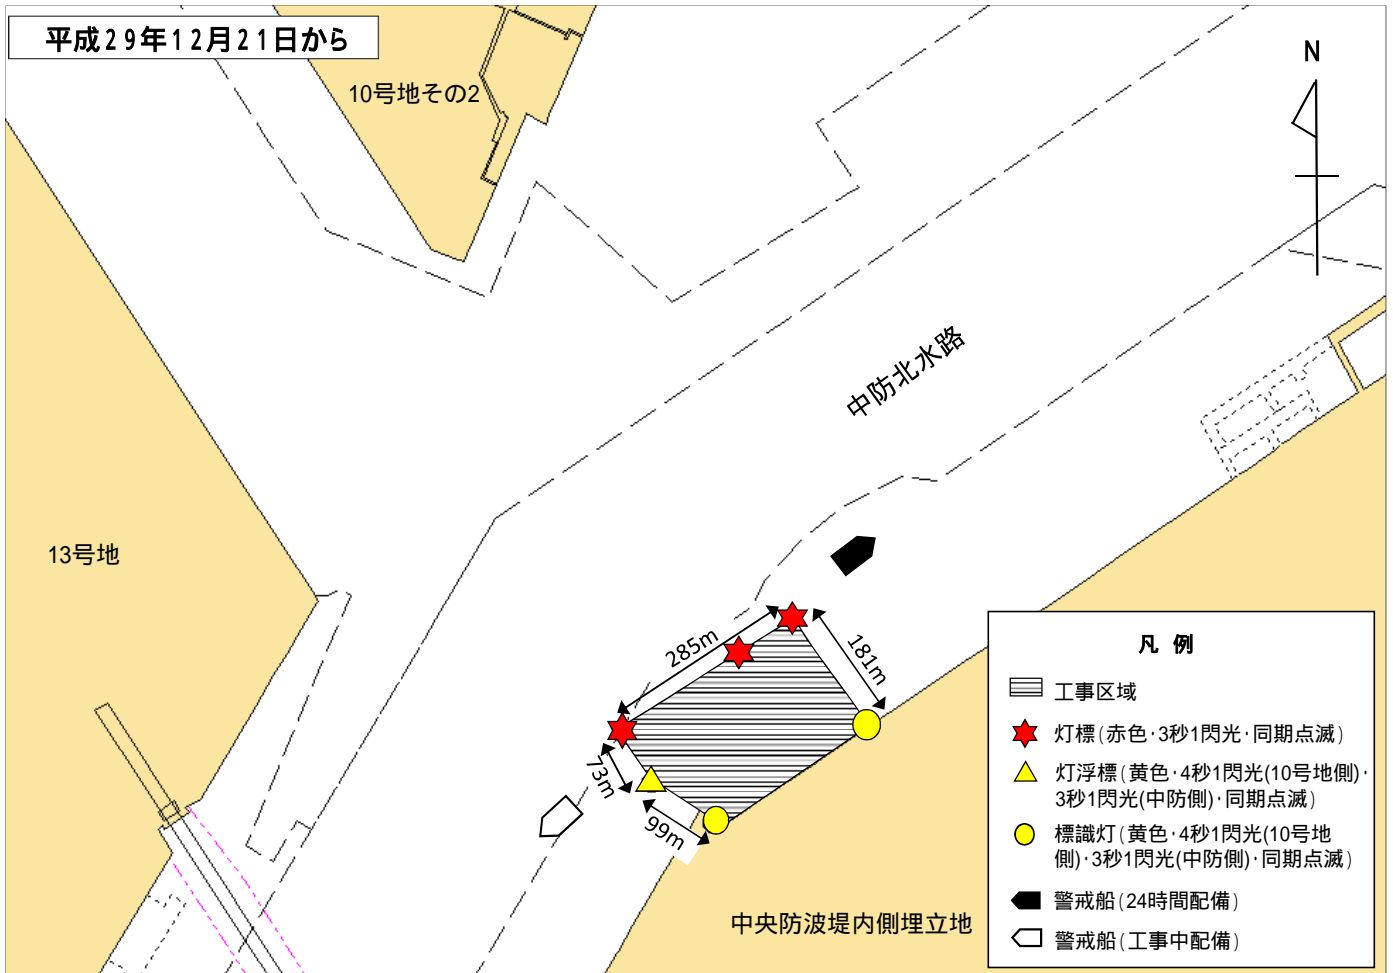 平成29年12月21日から
N
10号地その2
中防北水路
13号地
285m
181m
73m
99m
中央防波堤内側埋立地
凡 例
工事区域
灯標(赤色・3秒1閃光・同期点滅)
灯浮標(黄色・4秒1閃光(10号地側)・
3秒1閃光(中防側)・同期点滅)
標識灯(黄色・4秒1閃光(10号地
側)・3秒1閃光(中防側)・同期点滅)
警戒船(24時間配備)
警戒船(工事中配備)